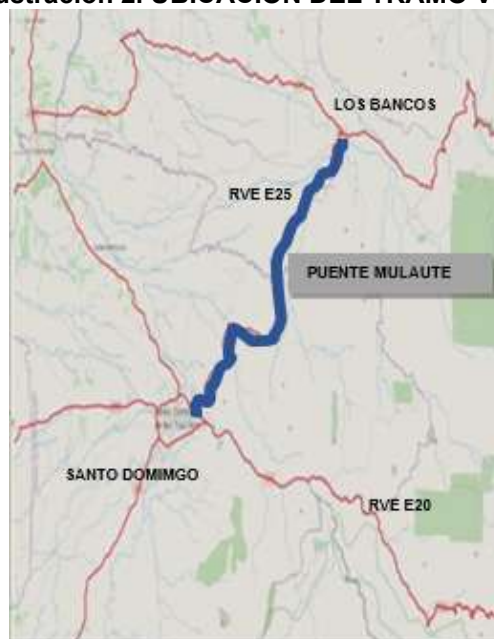 LOS BANCOS
RVE E25
PUENTE MULAUTE
SANTO DOMIMGO
RVE E20